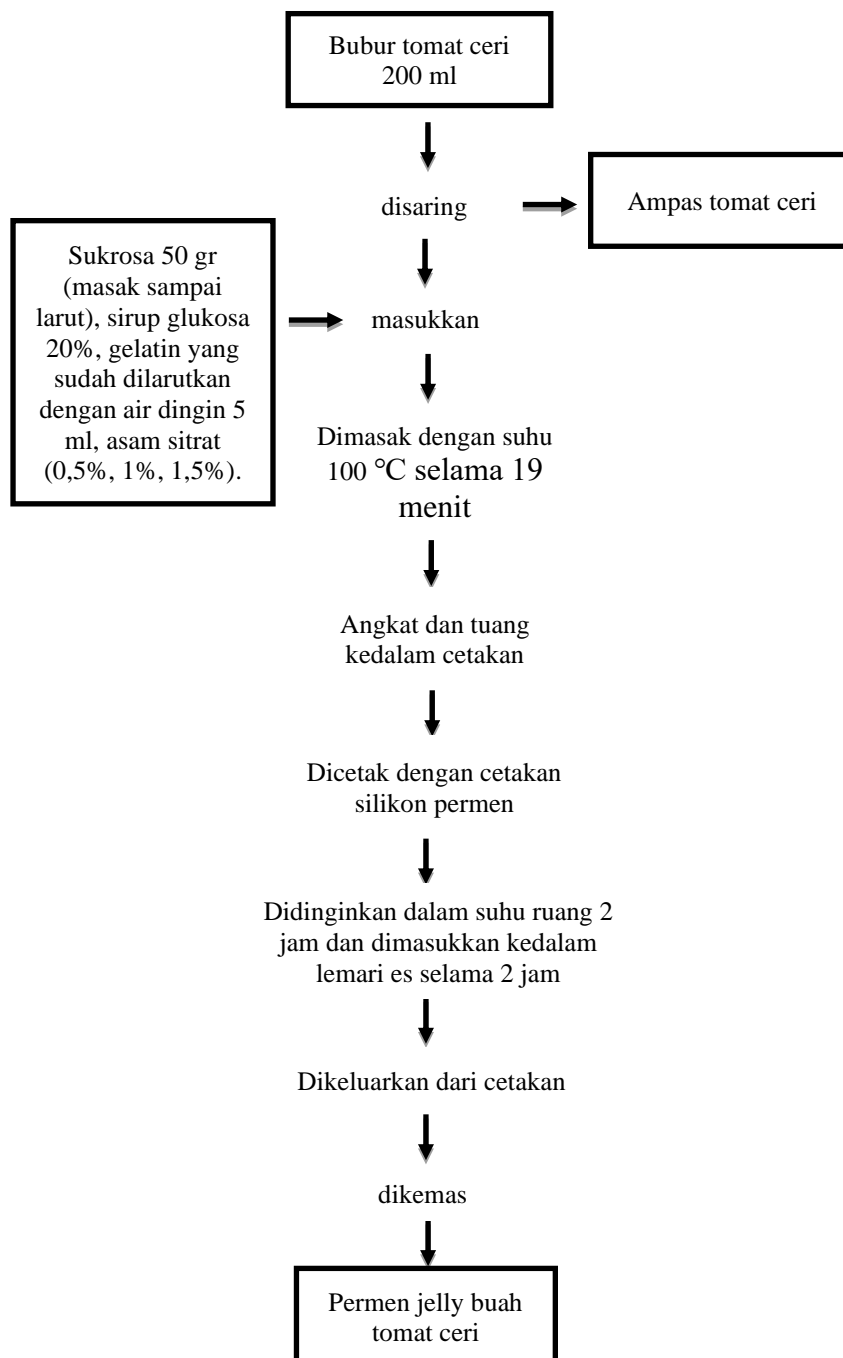 Bubur tomat ceri
200 ml
disaring
Ampas tomat ceri
Sukrosa 50 gr
(masak sampai
larut), sirup glukosa
20%, gelatin yang
sudah dilarutkan
dengan air dingin 5
ml, asam sitrat
(0,5%, 1%, 1,5%).
masukkan
Dimasak dengan suhu
100 °C selama 19
menit
Angkat dan tuang
kedalam cetakan
Dicetak dengan cetakan
silikon permen
Didinginkan dalam suhu ruang 2
jam dan dimasukkan kedalam
lemari es selama 2 jam
Dikeluarkan dari cetakan
dikemas
Permen jelly buah
tomat ceri